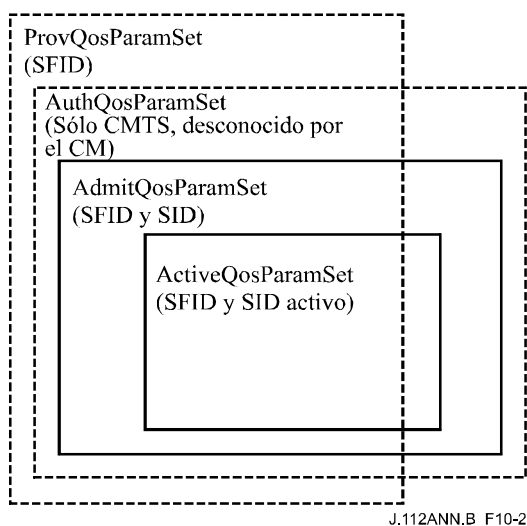 ProvQosParamSet
(SFID)
AuthQosParamSet
(Sólo CMTS, desconocido por
el CM)
AdmitQosParamSet
(SFID y SID)
ActiveQosParamSet
(SFID y SID activo)
J.112ANN.B F10-2